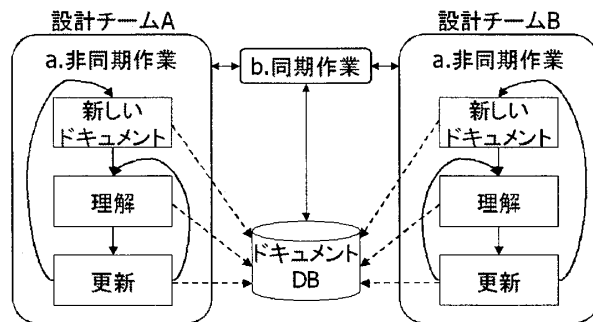 設計チームA
設計チームB
a.非同期作業
b.同期作業
a.非同期作業
新しい
ドキュメント
新しい
ドキュメント
理解
理解
ドキュメント
DB
更新
更新